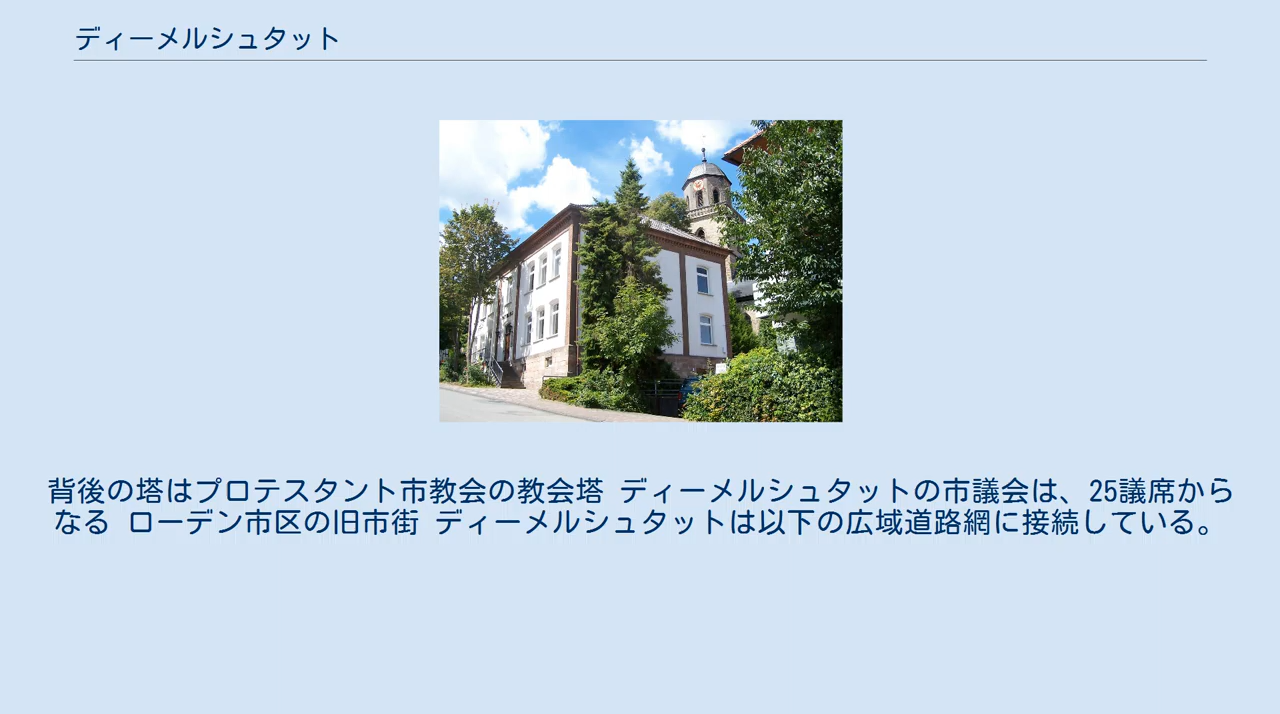 ディーメルシュタット
背後の塔はプロテスタント市教会の教会塔 ディーメルシュタットの市議会は、25議席から
なる ローデン市区の旧市街 ディーメルシュタットは以下の広域道路網に接続している。